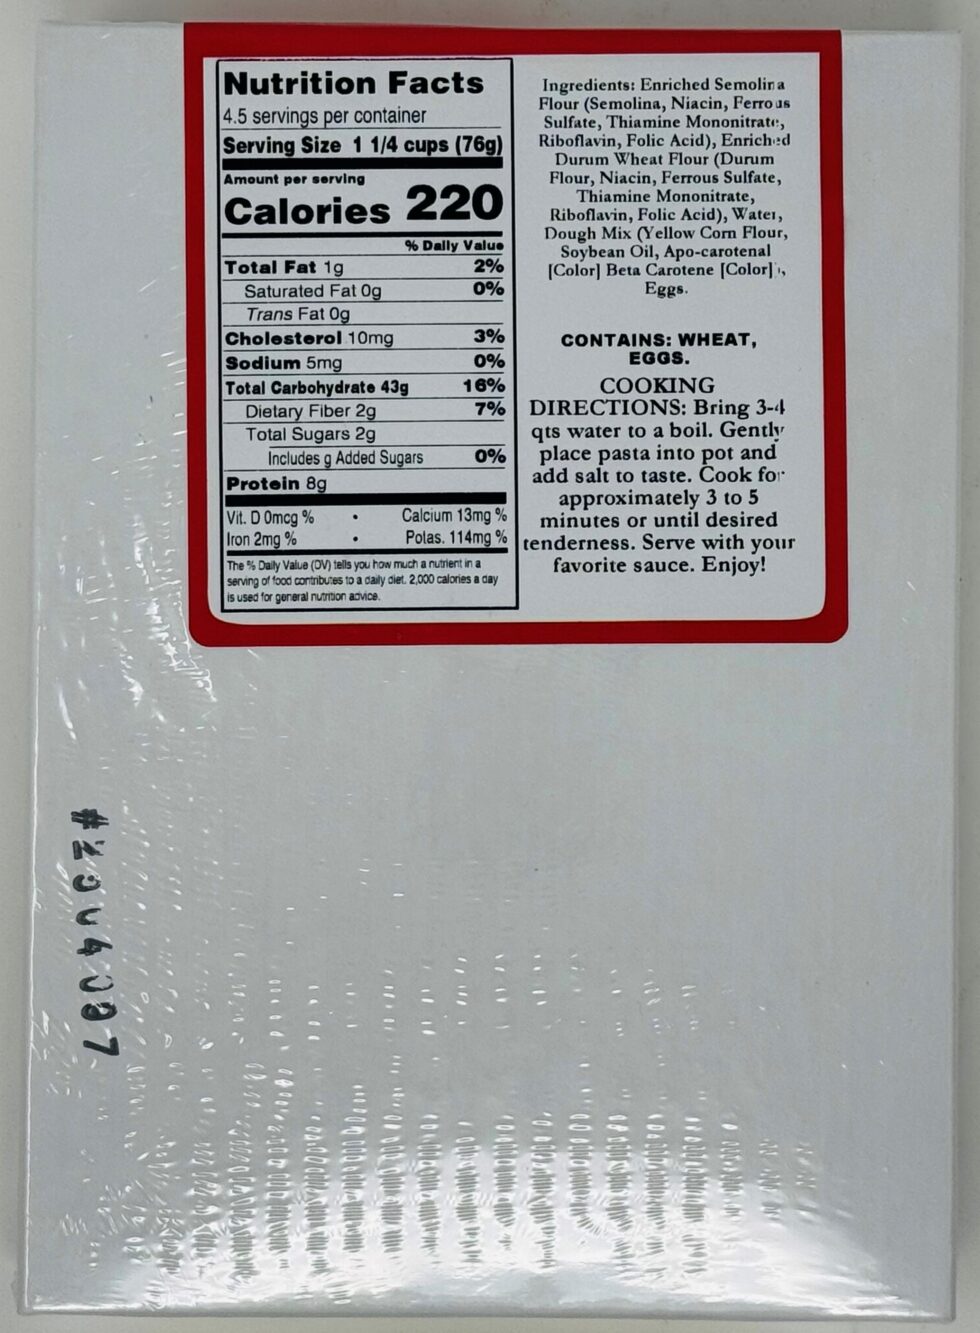 Nutrition Facts
4.5 servings per container
Serving Size 1 1/4 cups (76g)
Amount per serving
Calories 220
% Daily Value
Total Fat 1g 2%
Saturated Fat 0g 0%
Trans Fat 0g
Cholesterol 10mg 3%
Sodium 5mg 0%
Total Carbohydrate 43g 16%
Dietary Fiber 2g 7%
Total Sugars 2g
Includes g Added Sugars 0%
Protein 8g
Vit. D 0mcg % • Calcium 13mg %
Iron 2mg % • Potas. 114mg %
The % Daily Value (DV) tells you how much a nutrient in a
serving of food contributes to a daily diet. 2,000 calories a day
is used for general nutrition advice.
Ingredients: Enriched Semolina
Flour (Semolina, Niacin, Ferrous
Sulfate, Thiamine Mononitrate,
Riboflavin, Folic Acid), Enriched
Durum Wheat Flour (Durum
Flour, Niacin, Ferrous Sulfate,
Thiamine Mononitrate,
Riboflavin, Folic Acid), Water,
Dough Mix (Yellow Corn Flour,
Soybean Oil, Apo-carotenal
[Color] Beta Carotene [Color]),
Eggs.
CONTAINS: WHEAT,
EGGS.
COOKING
DIRECTIONS: Bring 3-4
qts water to a boil. Gently
place pasta into pot and
add salt to taste. Cook for
approximately 3 to 5
minutes or until desired
tenderness. Serve with your
favorite sauce. Enjoy!